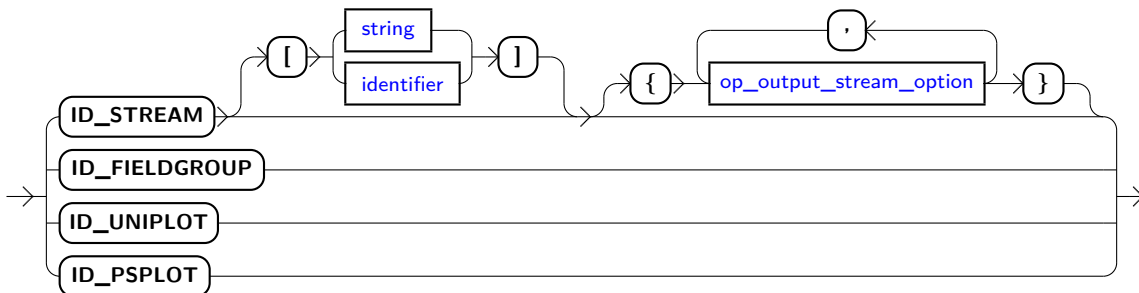 string
,
[
]
identifier
{
op_output_stream_option
}
ID_STREAM
ID_FIELDGROUP
ID_UNIPLOT
ID_PSPLOT